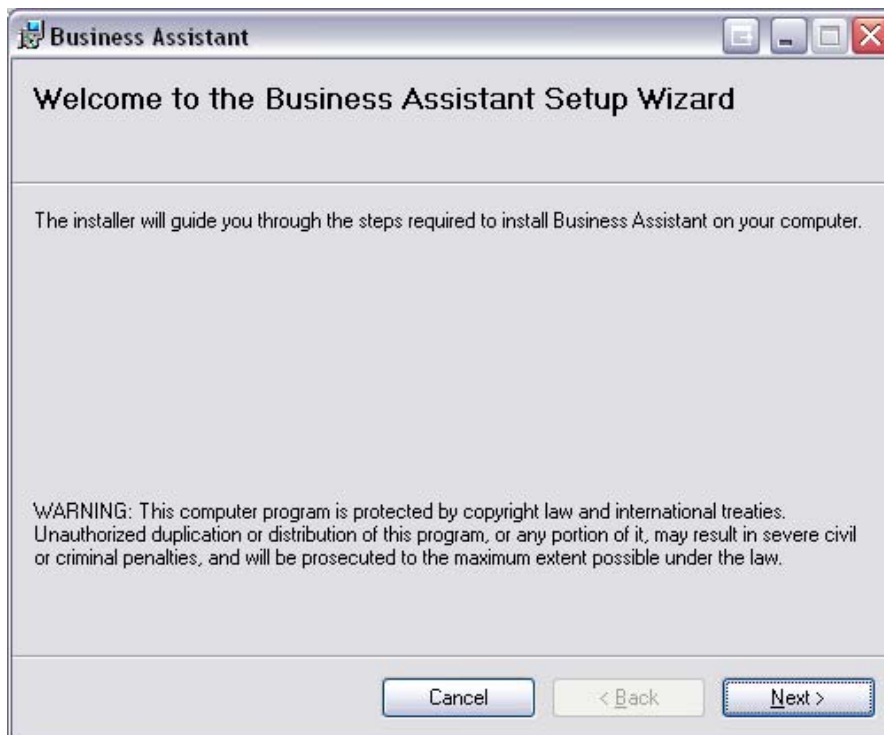 Business Assistant
Welcome to the Business Assistant Setup Wizard
The installer will guide you through the steps required to install Business Assistant on your computer.
WARNING: This computer program is protected by copyright law and international treaties.
Unauthorized duplication or distribution of this program, or any portion of it, may result in severe civil
or criminal penalties, and will be prosecuted to the maximum extent possible under the law.
Cancel < Back Next >